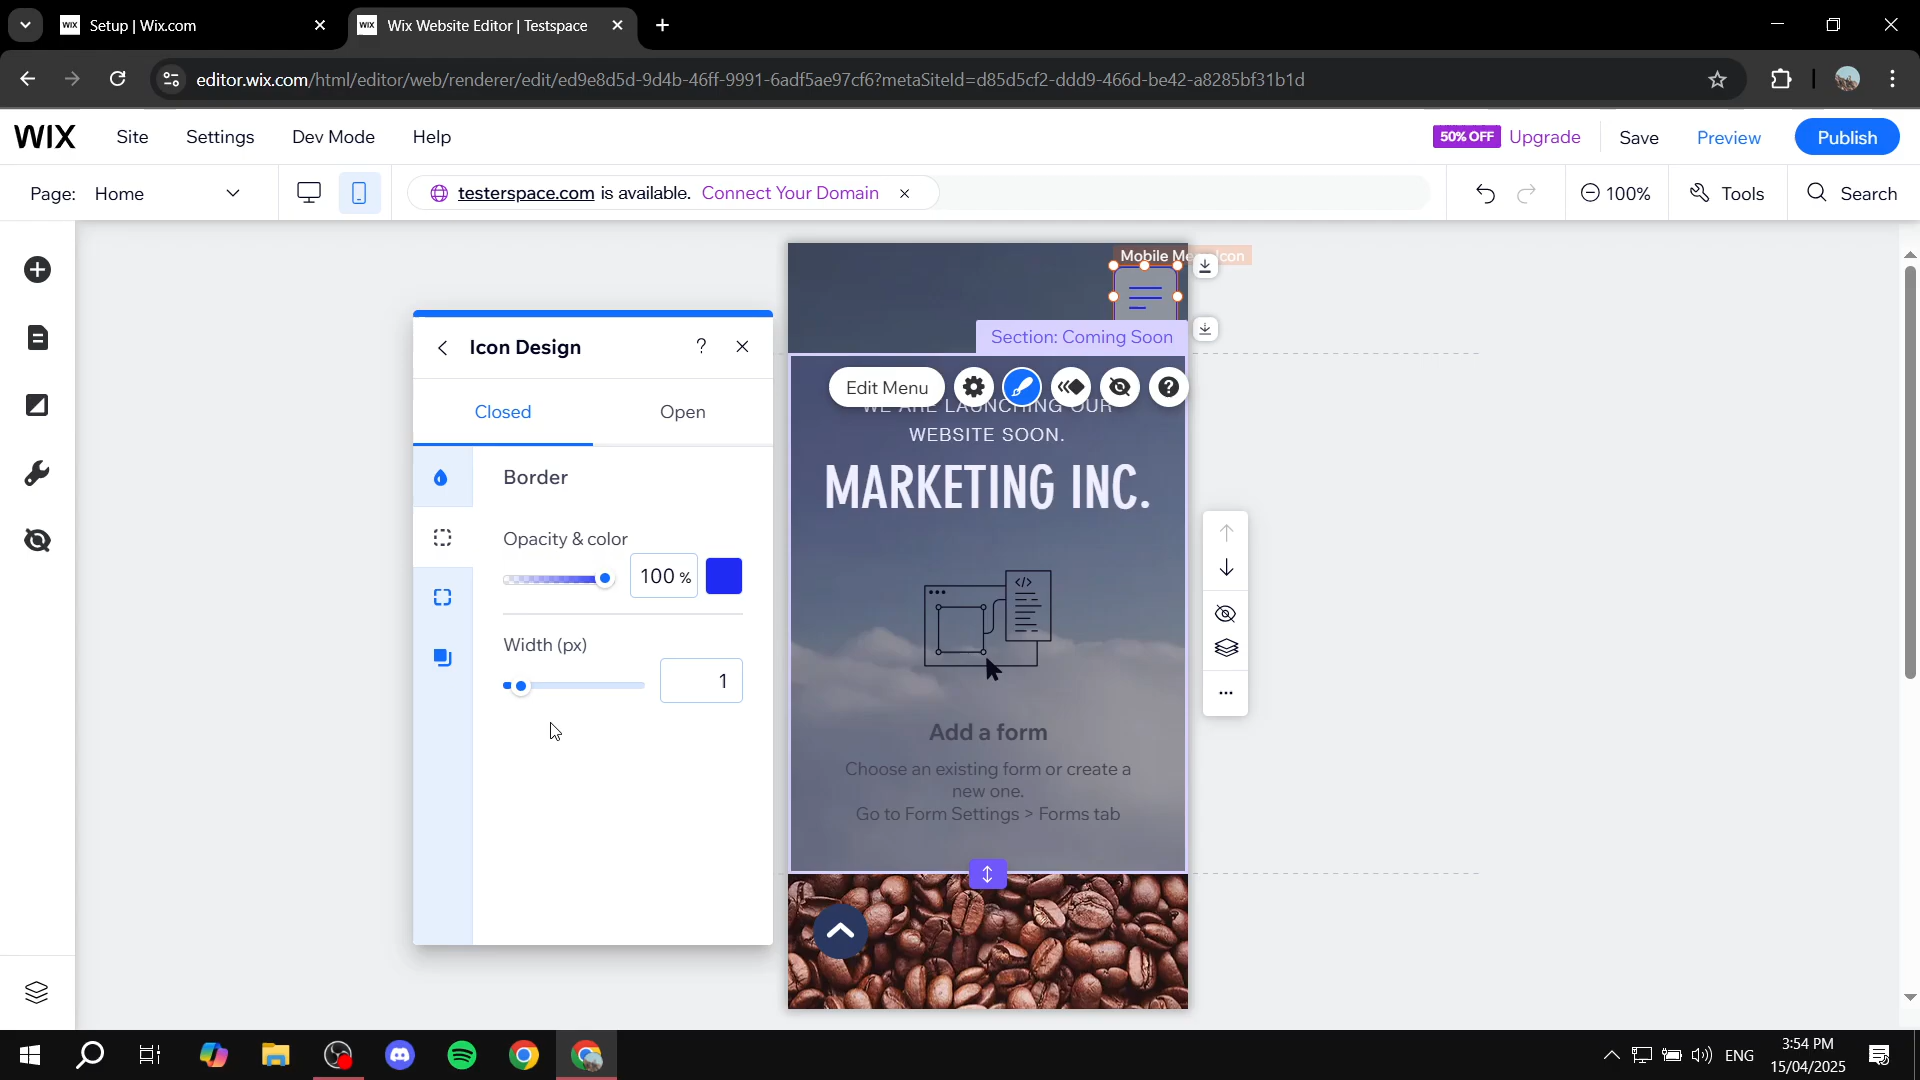 Setup | Wix.com
Wix Website Editor | Testspace
editor.wix.com/html/editor/web/renderer/edit/ed9e8d5d-9d4b-46ff-9991-6adf5ae97cf6?metaSiteId=d85d5cf2-ddd9-466d-be42-a8285bf31b1d
WIX Site Settings Dev Mode Help 50% OFF Upgrade Save Preview Publish
Page: Home testerspace.com is available. Connect Your Domain 100% Tools Search
Mobile Me con
Icon Design
Section: Coming Soon
Closed Open
Edit Menu
WE ARE LAUNCHING OUR
WEBSITE SOON.
MARKETING INC.
Border
Opacity & color
100 %
Width (px)
1
Add a form
Choose an existing form or create a
new one.
Go to Form Settings > Forms tab
ENG
3:54 PM
15/04/2025